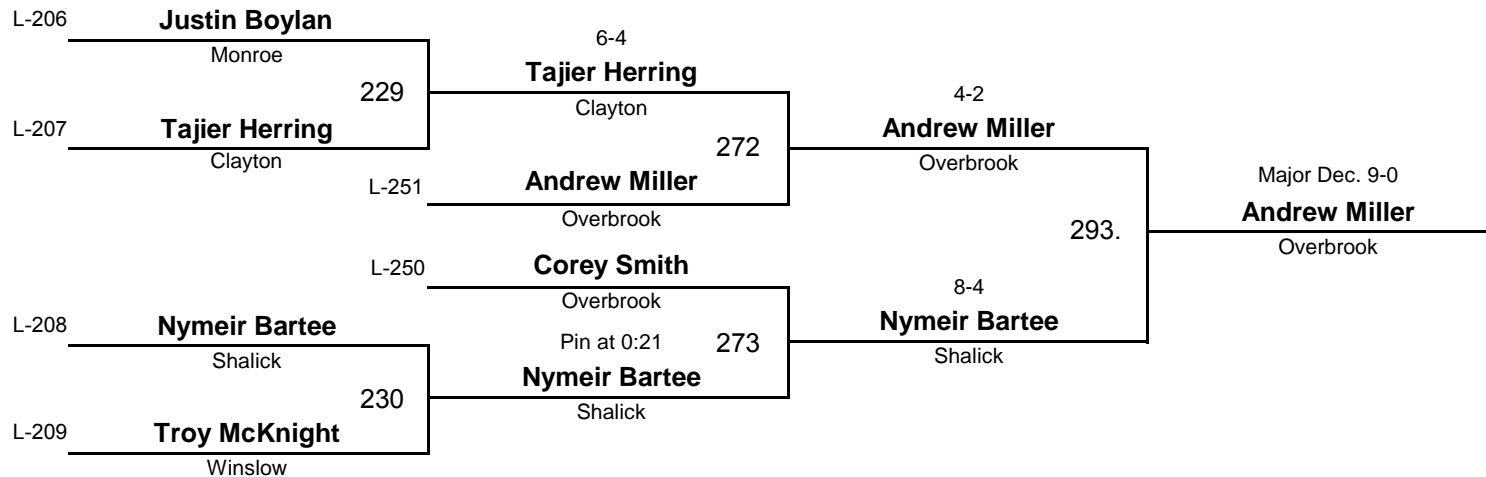 L-206
Justin Boylan
Monroe
229
L-207
Tajier Herring
Clayton
6-4
Tajier Herring
Clayton
272
L-251
Andrew Miller
Overbrook
4-2
Andrew Miller
Overbrook
293.
Major Dec. 9-0
Andrew Miller
Overbrook
L-250
Corey Smith
Overbrook
273
L-208
Nymeir Bartee
Shalick
230
L-209
Troy McKnight
Winslow
Pin at 0:21
Nymeir Bartee
Shalick
8-4
Nymeir Bartee
Shalick